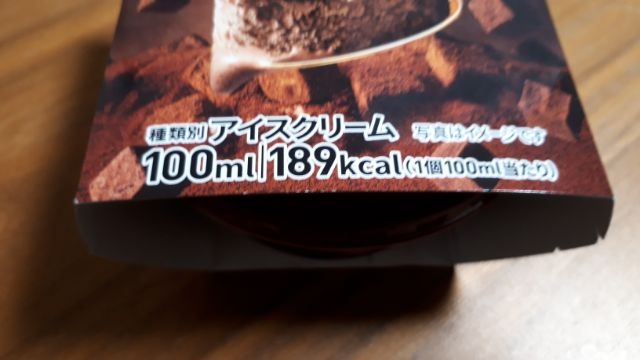 種類別 アイスクリーム 写真はイメージです
100ml 189kcal(1個100ml当たり)